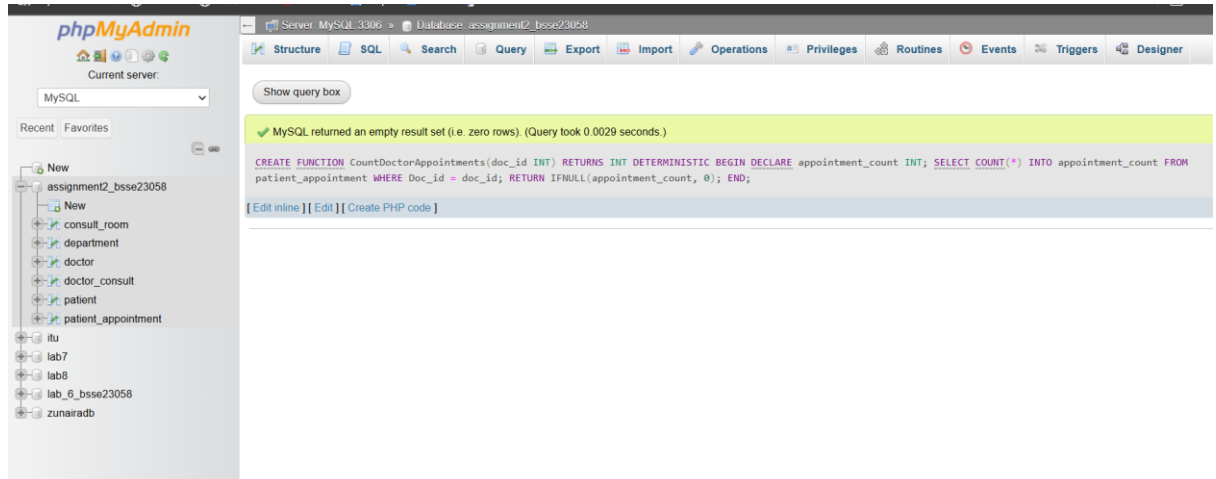 phpMyAdmin
Current server:
MySQL
Recent Favorites
New
assignment2_bsse23058
New
consult_room
department
doctor
doctor_consult
patient
patient_appointment
itu
lab7
lab8
lab_6_bsse23058
zunairadb
Server: MySQL:3306 » Database: assignment2_bsse23058
Structure SQL Search Query Export Import Operations Privileges Routines Events Triggers Designer
Show query box
MySQL returned an empty result set (i.e. zero rows). (Query took 0.0029 seconds.)
CREATE FUNCTION CountDoctorAppointments(doc_id INT) RETURNS INT DETERMINISTIC BEGIN DECLARE appointment_count INT; SELECT COUNT(*) INTO appointment_count FROM
patient_appointment WHERE Doc_id = doc_id; RETURN IFNULL(appointment_count, 0); END;
[ Edit inline ] [ Edit ] [ Create PHP code ]